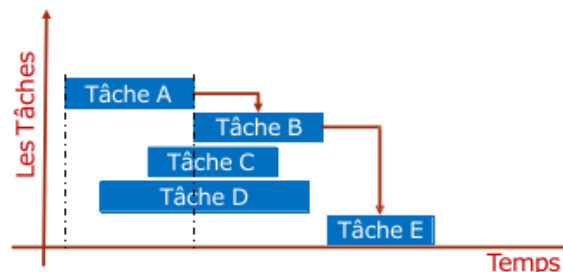 Les Tâches
Tâche A
Tâche B
Tâche C
Tâche D
Tâche E
Temps